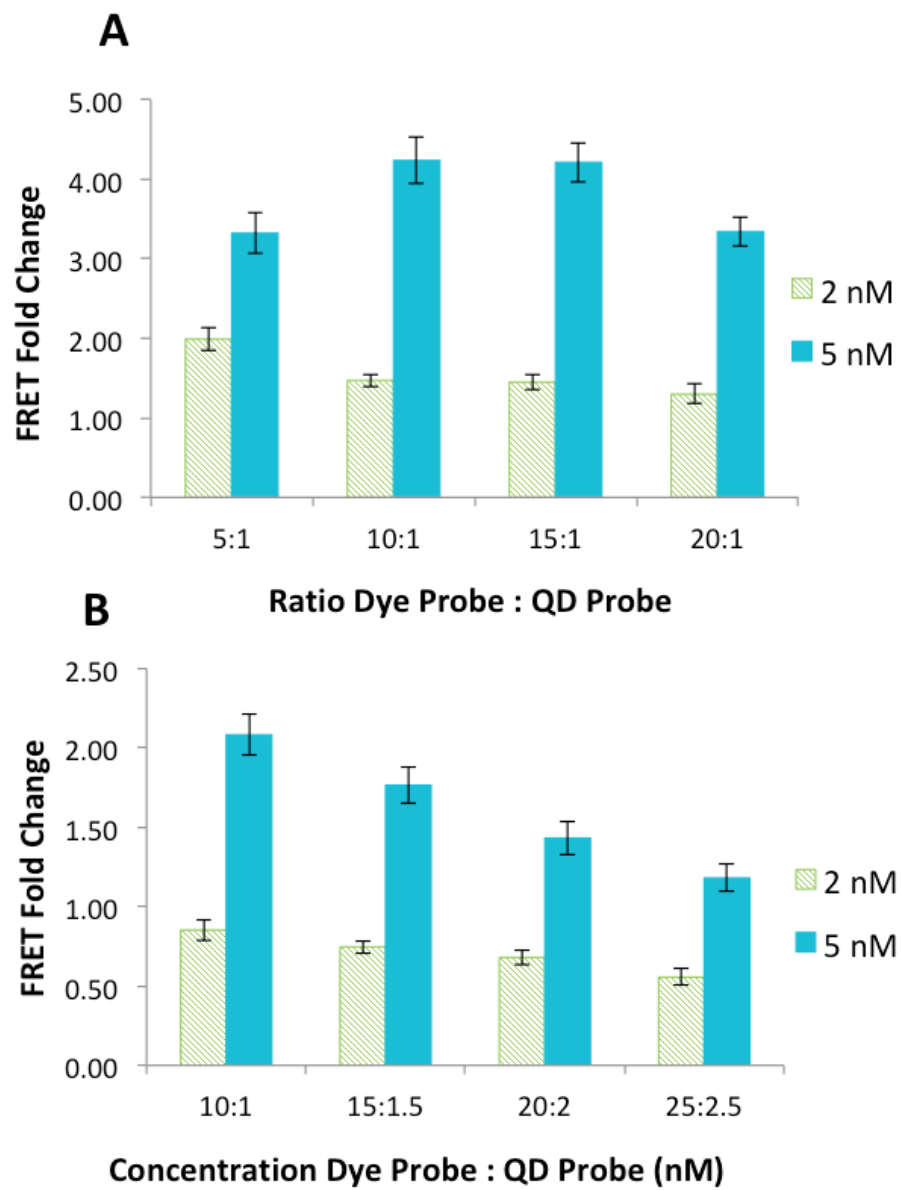 A
FRET Fold Change
5.00
4.00
3.00
2.00
1.00
0.00
5:1 10:1 15:1 20:1
Ratio Dye Probe : QD Probe
2 nM
5 nM
B
FRET Fold Change
2.50
2.00
1.50
1.00
0.50
0.00
10:1 15:1.5 20:2 25:2.5
Concentration Dye Probe : QD Probe (nM)
2 nM
5 nM